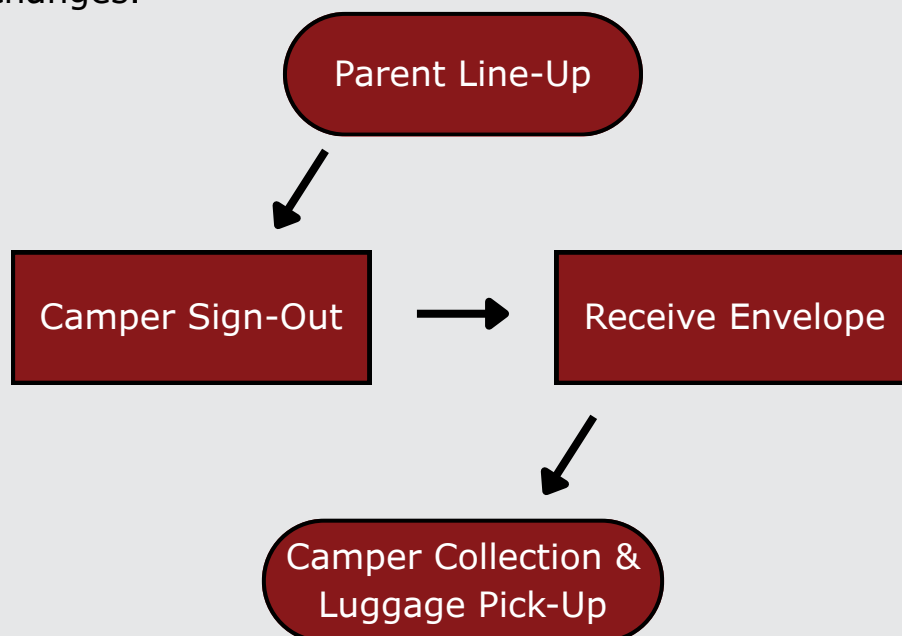 Parent Line-Up
Camper Sign-Out
Receive Envelope
Camper Collection &
Luggage Pick-Up